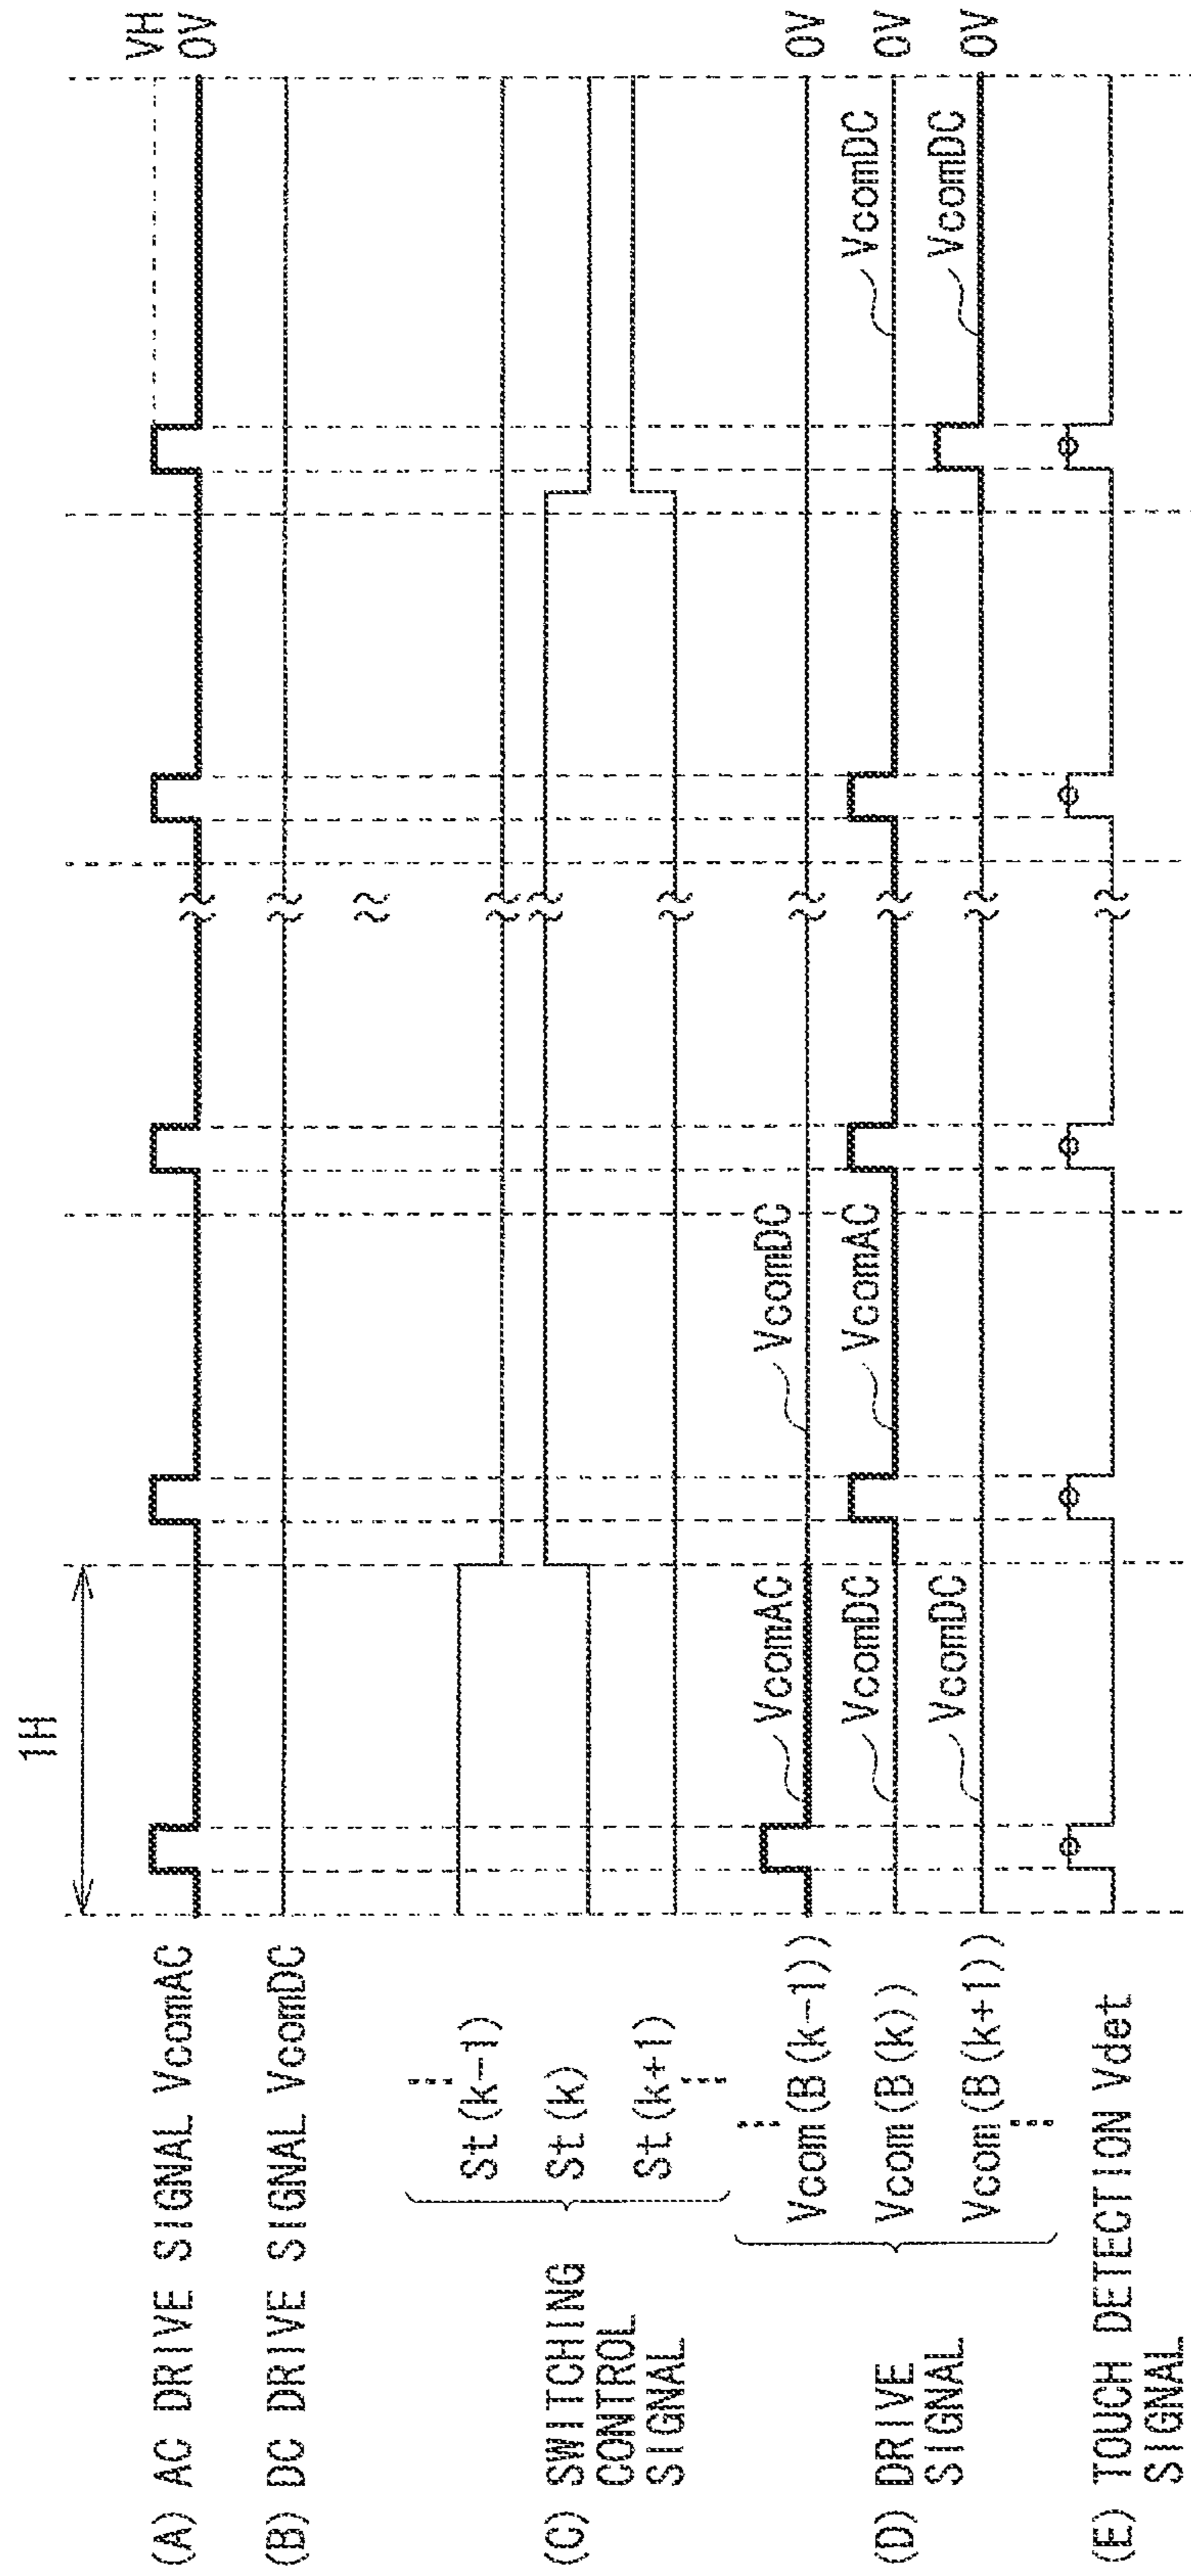 1H
(A) AC DRIVE SIGNAL VcomAC
VH
0V
(B) DC DRIVE SIGNAL VcomDC
(C) SWITCHING
CONTROL
SIGNAL
St(k-1)
St(k)
St(k+1)
(D) DRIVE
SIGNAL
Vcom(B(k-1))
VcomAC
VcomDC
0V
Vcom(B(k))
VcomDC
VcomAC
VcomDC
0V
Vcom(B(k+1))
VcomDC
VcomDC
0V
(E) TOUCH DETECTION Vdet
SIGNAL